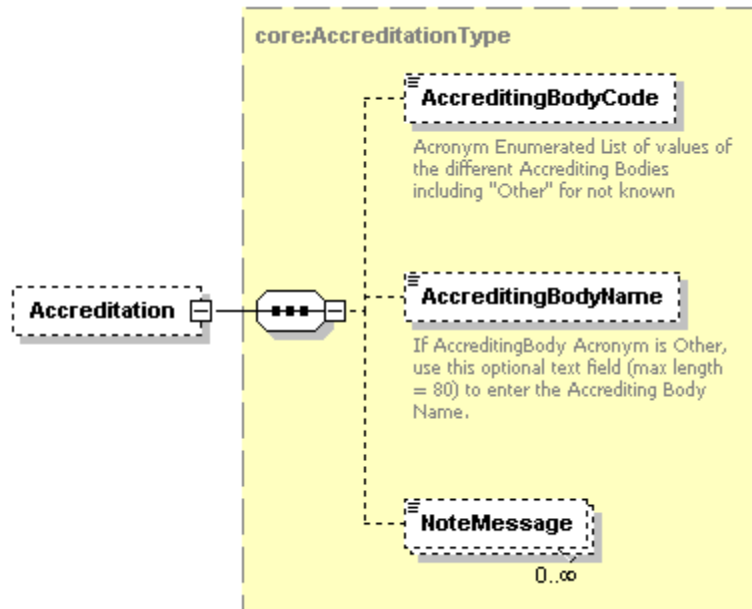 core:AccreditationType
AccreditingBodyCode
Acronym Enumerated List of values of
the different Accrediting Bodies
including "Other" for not known
Accreditation
AccreditingBodyName
If AccreditingBody Acronym is Other,
use this optional text field (max length
= 80) to enter the Accrediting Body
Name.
NoteMessage
0..∞